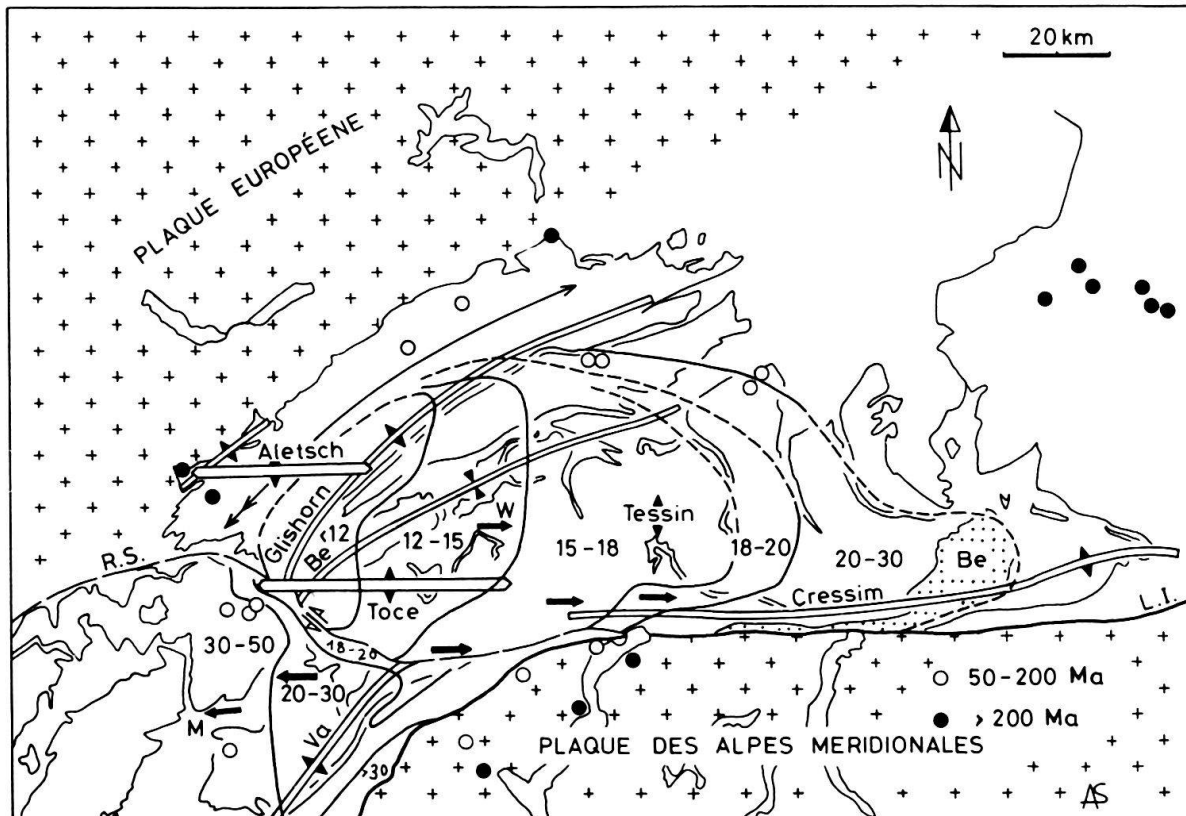 20 km
N
PLAQUE EUROPÉENE
Aletsch
Glishorn
R.S.
r12
Be
12-15
W
Tessin
15-18
18-20
20-30
Be
Cressim
L.I.
A
Toce
18-20
30-50
20-30
M
Va
>30
50-200 Ma
> 200 Ma
PLAQUE DES ALPES MERIDIONALES
AS